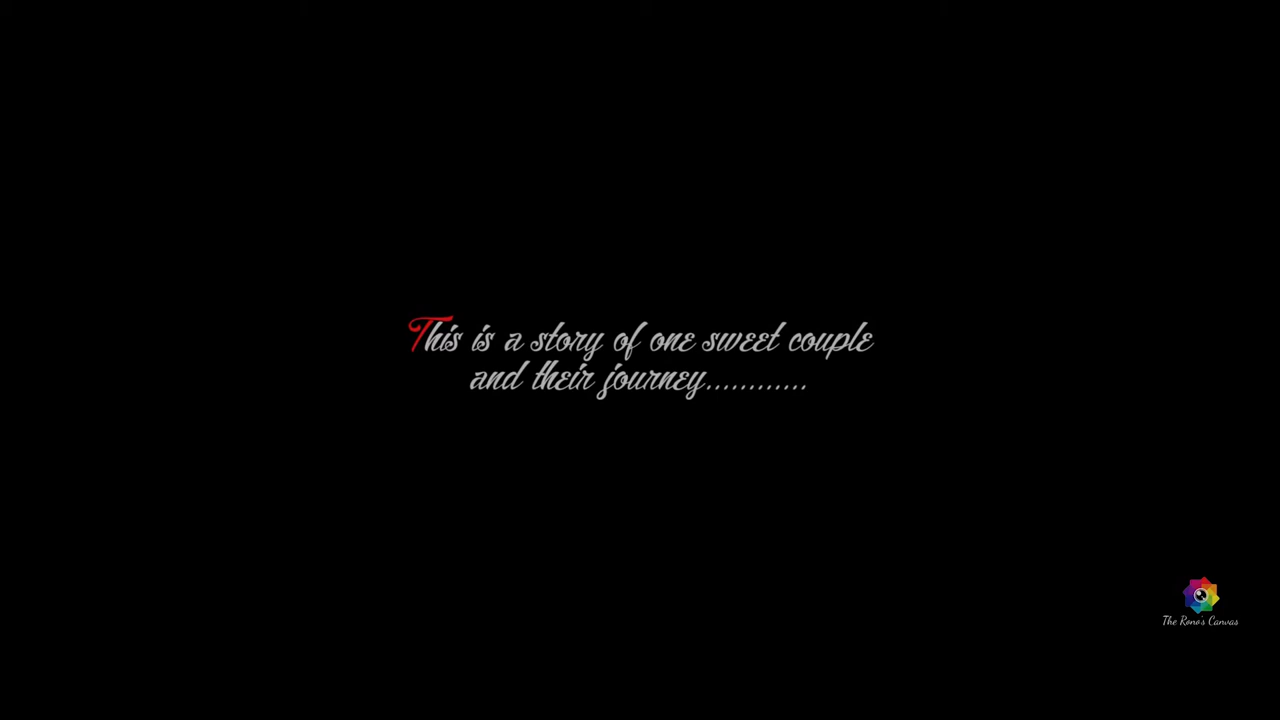 This is a story of one sweet couple
and their journey............
The Rono's Canvas